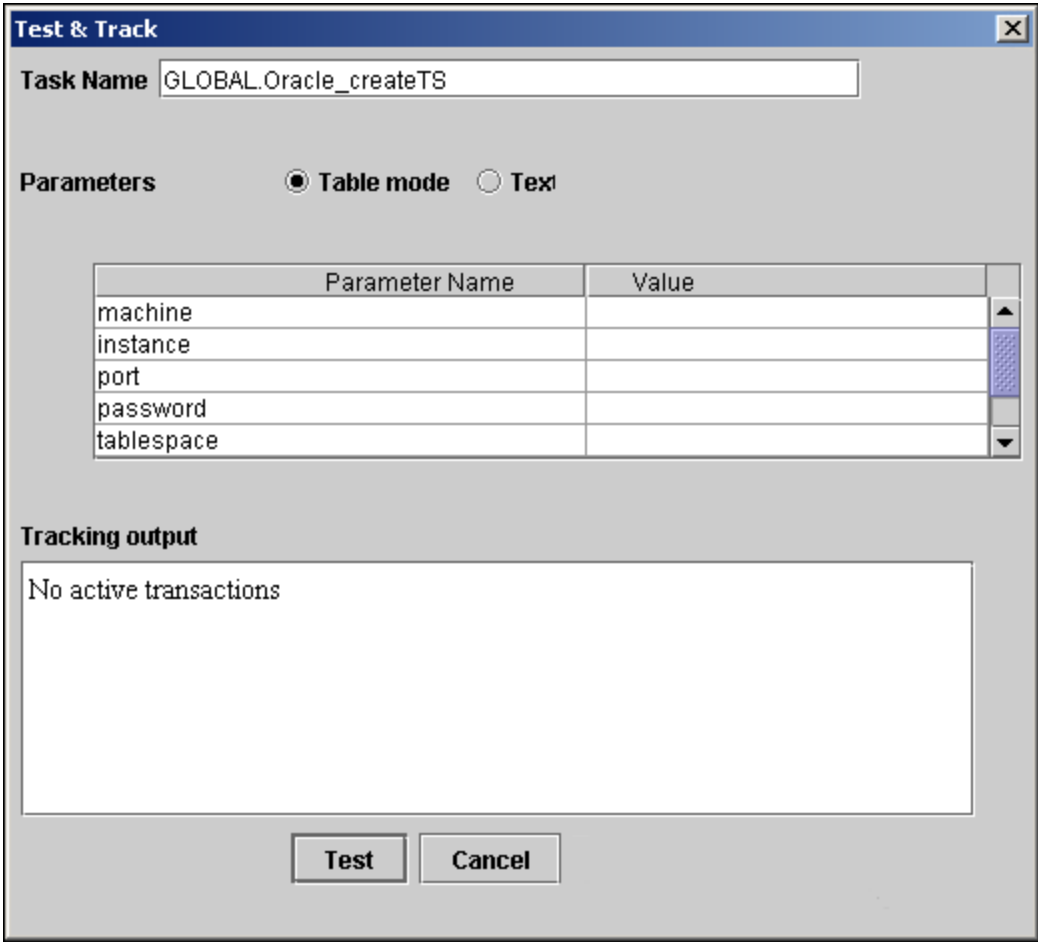 Test & Track
Task Name GLOBAL.Oracle_createTS
Parameters Table mode Text
Parameter Name Value
machine
instance
port
password
tablespace
Tracking output
No active transactions
Test Cancel